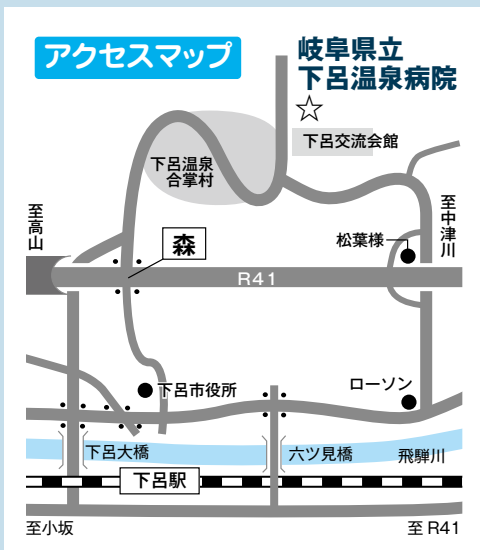 アクセスマップ
岐阜県立
下呂温泉病院
下呂交流会館
下呂温泉
合掌村
至高山
至中津川
松葉様
森
R41
下呂市役所
ローソン
下呂大橋
六ツ見橋
飛騨川
下呂駅
至小坂
至R41